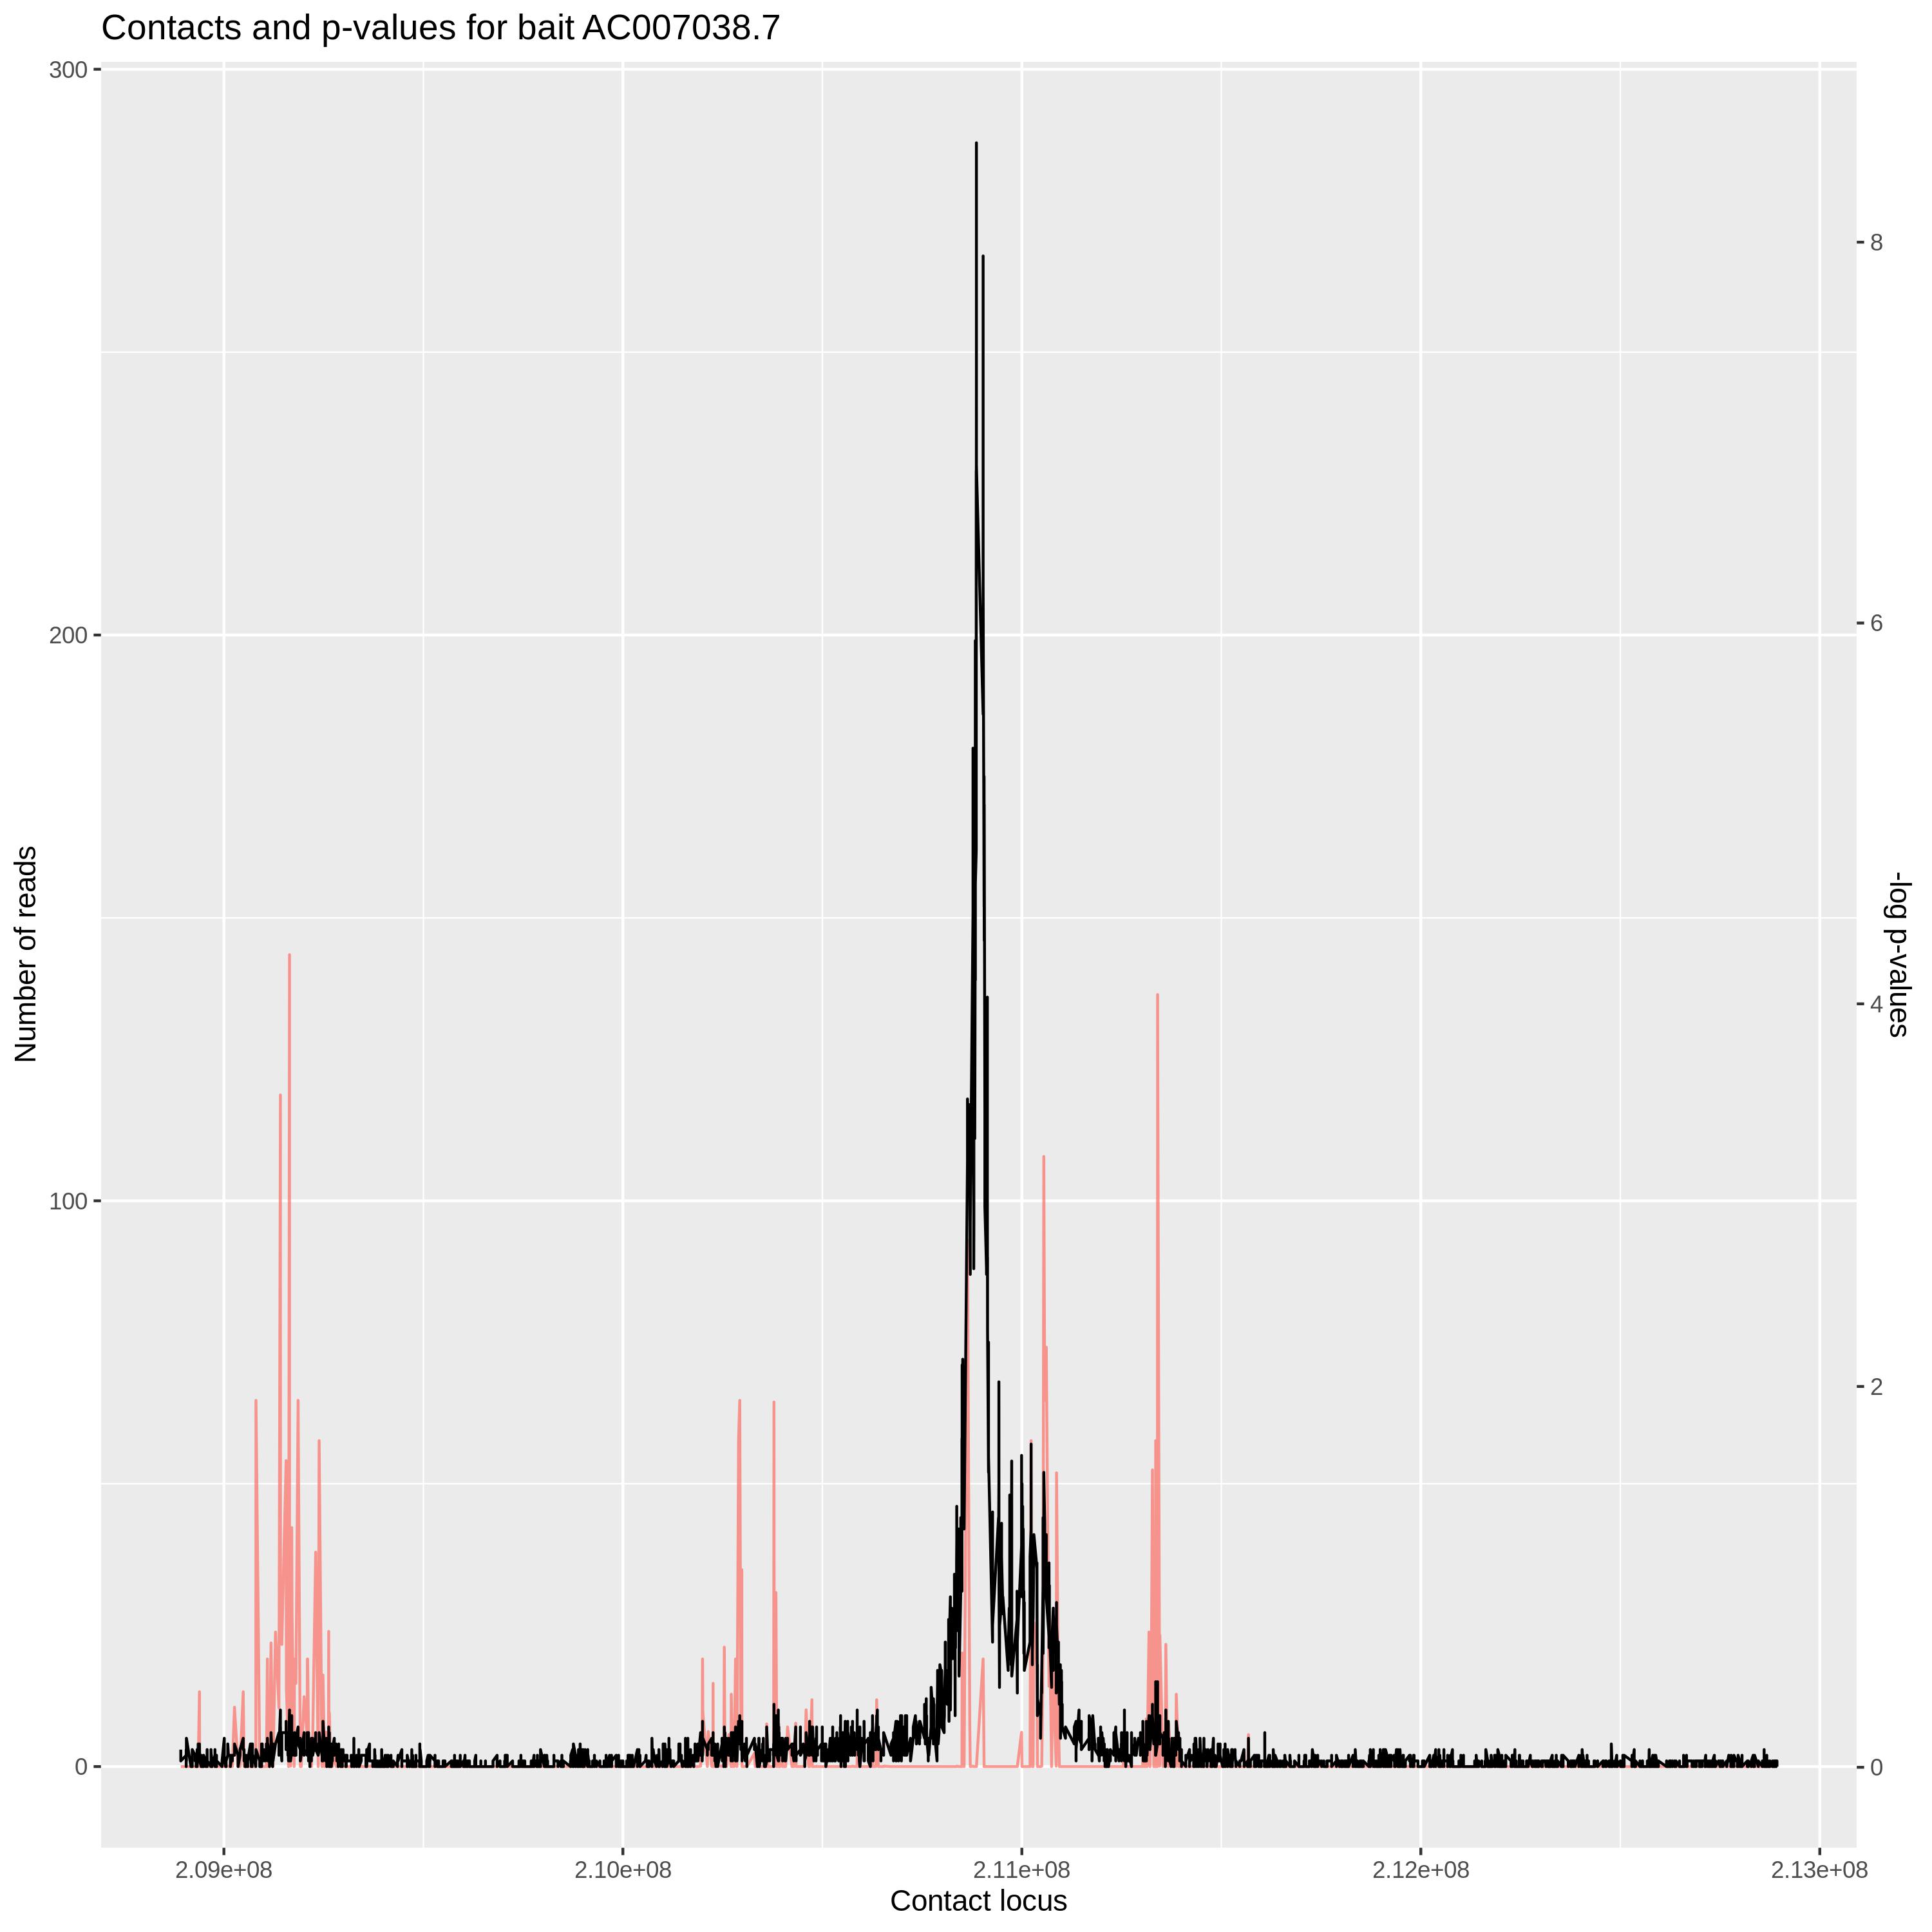 Contacts and p-values for bait AC007038.7
300
200
100
0
Number of reads
8
6
4
2
0
-log p-values
2.09e+08 2.10e+08 2.11e+08 2.12e+08 2.13e+08
Contact locus